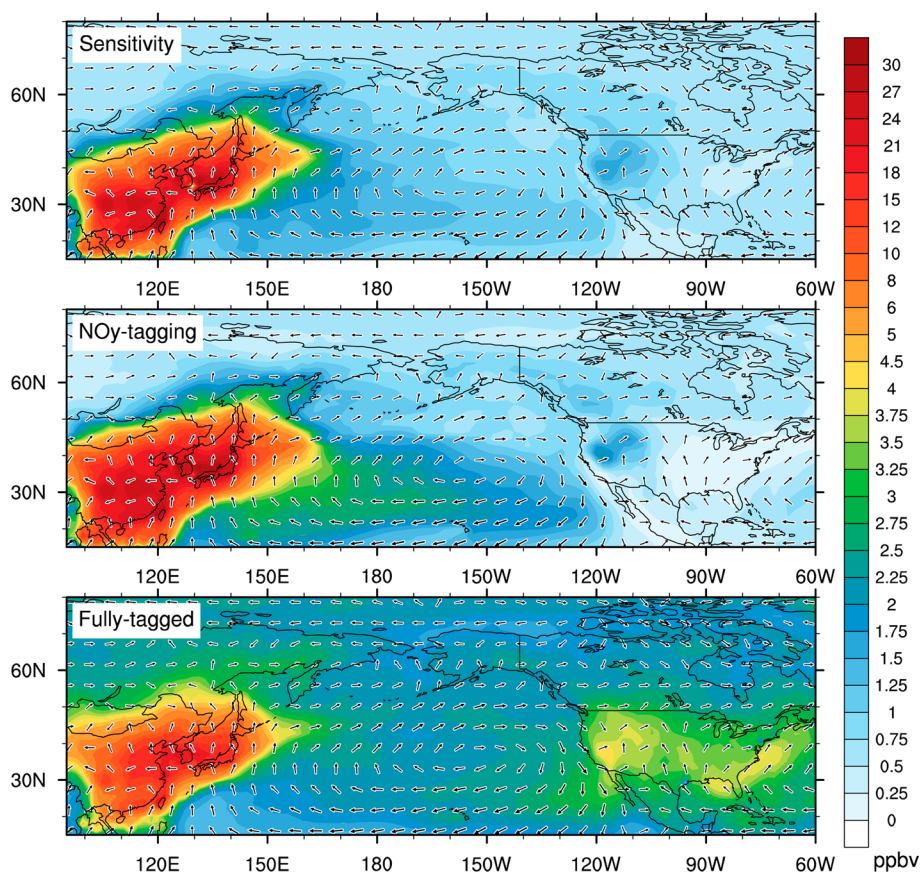 Sensitivity
60N
30N
120E 150E 180 150W 120W 90W 60W
NOy-tagging
60N
30N
120E 150E 180 150W 120W 90W 60W
Fully-tagged
60N
30N
120E 150E 180 150W 120W 90W 60W
30
27
24
21
18
15
12
10
8
6
5
4.5
4
3.75
3.5
3.25
3
2.75
2.5
2.25
2
1.75
1.5
1.25
1
0.75
0.5
0.25
0
ppbv